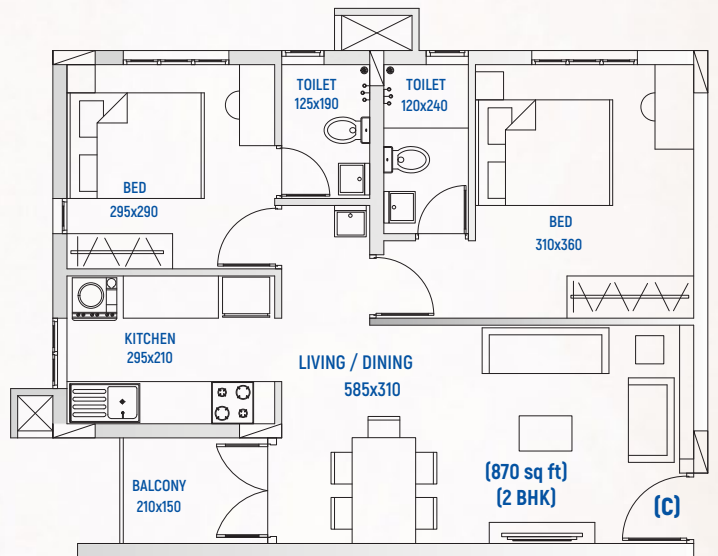 TOILET
125x190
TOILET
120x240
BED
295x290
BED
310x360
KITCHEN
295x210
LIVING / DINING
585x310
BALCONY
210x150
(870 sq ft)
(2 BHK)
(C)